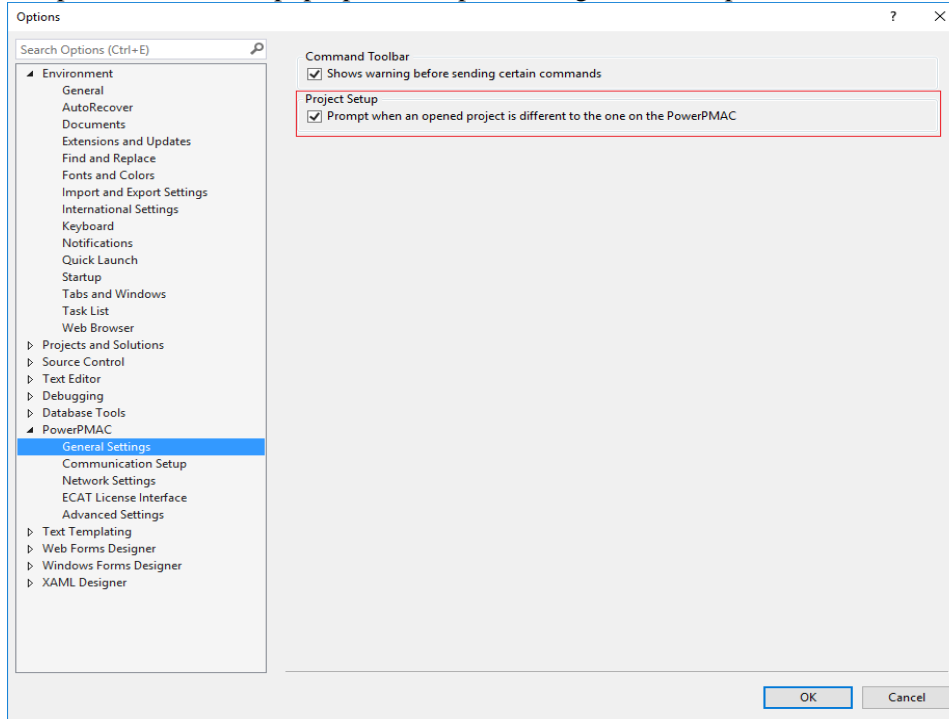 Options
?
Search Options (Ctrl+E)
Environment
General
AutoRecover
Documents
Extensions and Updates
Find and Replace
Fonts and Colors
Import and Export Settings
International Settings
Keyboard
Notifications
Quick Launch
Startup
Tabs and Windows
Task List
Web Browser
Projects and Solutions
Source Control
Text Editor
Debugging
Database Tools
PowerPMAC
General Settings
Communication Setup
Network Settings
ECAT License Interface
Advanced Settings
Text Templating
Web Forms Designer
Windows Forms Designer
XAML Designer
Command Toolbar
Shows warning before sending certain commands
Project Setup
Prompt when an opened project is different to the one on the PowerPMAC
OK
Cancel